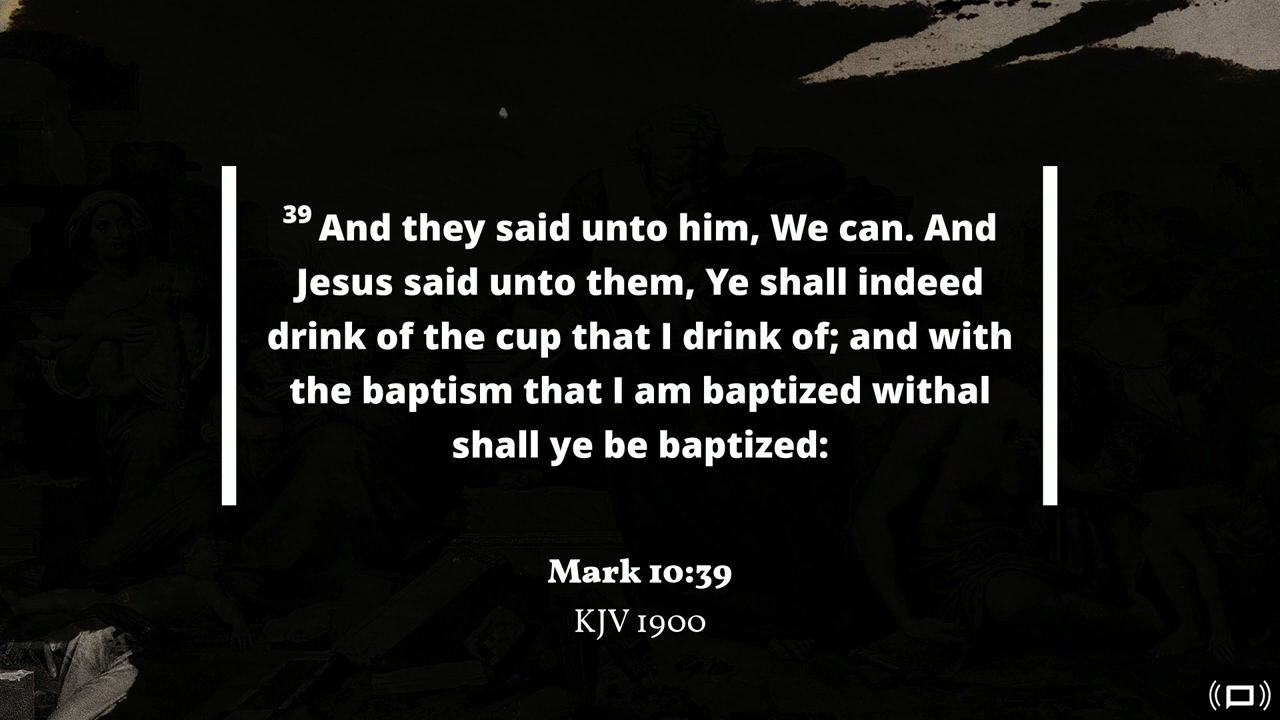 39 And they said unto him, We can. And
Jesus said unto them, Ye shall indeed
drink of the cup that I drink of; and with
the baptism that I am baptized withal
shall ye be baptized:
Mark 10:39
KJV 1900